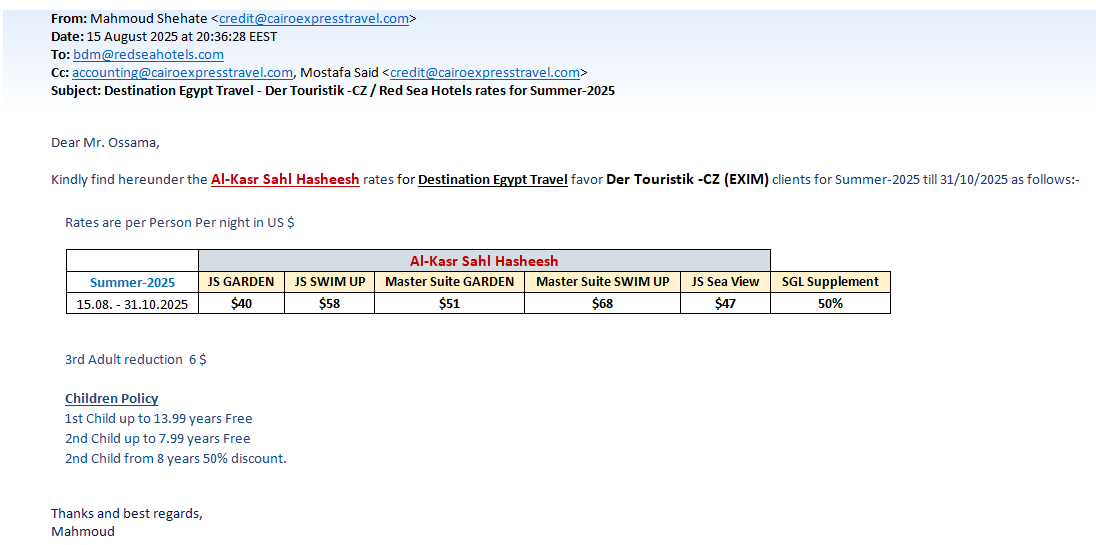 From: Mahmoud Shehate <credit@cairoexpresstravel.com>
Date: 15 August 2025 at 20:36:28 EEST
To: bdm@redseahotels.com
Cc: accounting@cairoexpresstravel.com, Mostafa Said <credit@cairoexpresstravel.com>
Subject: Destination Egypt Travel - Der Touristik -CZ / Red Sea Hotels rates for Summer-2025
Dear Mr. Ossama,
Kindly find hereunder the Al-Kasr Sahl Hasheesh rates for Destination Egypt Travel favor Der Touristik -CZ (EXIM) clients for Summer-2025 till 31/10/2025 as follows:-
Rates are per Person Per night in US $
Al-Kasr Sahl Hasheesh
Summer-2025 JS GARDEN JS SWIM UP Master Suite GARDEN Master Suite SWIM UP JS Sea View SGL Supplement
15.08. - 31.10.2025 $40 $58 $51 $68 $47 50%
3rd Adult reduction 6 $
Children Policy
1st Child up to 13.99 years Free
2nd Child up to 7.99 years Free
2nd Child from 8 years 50% discount.
Thanks and best regards,
Mahmoud